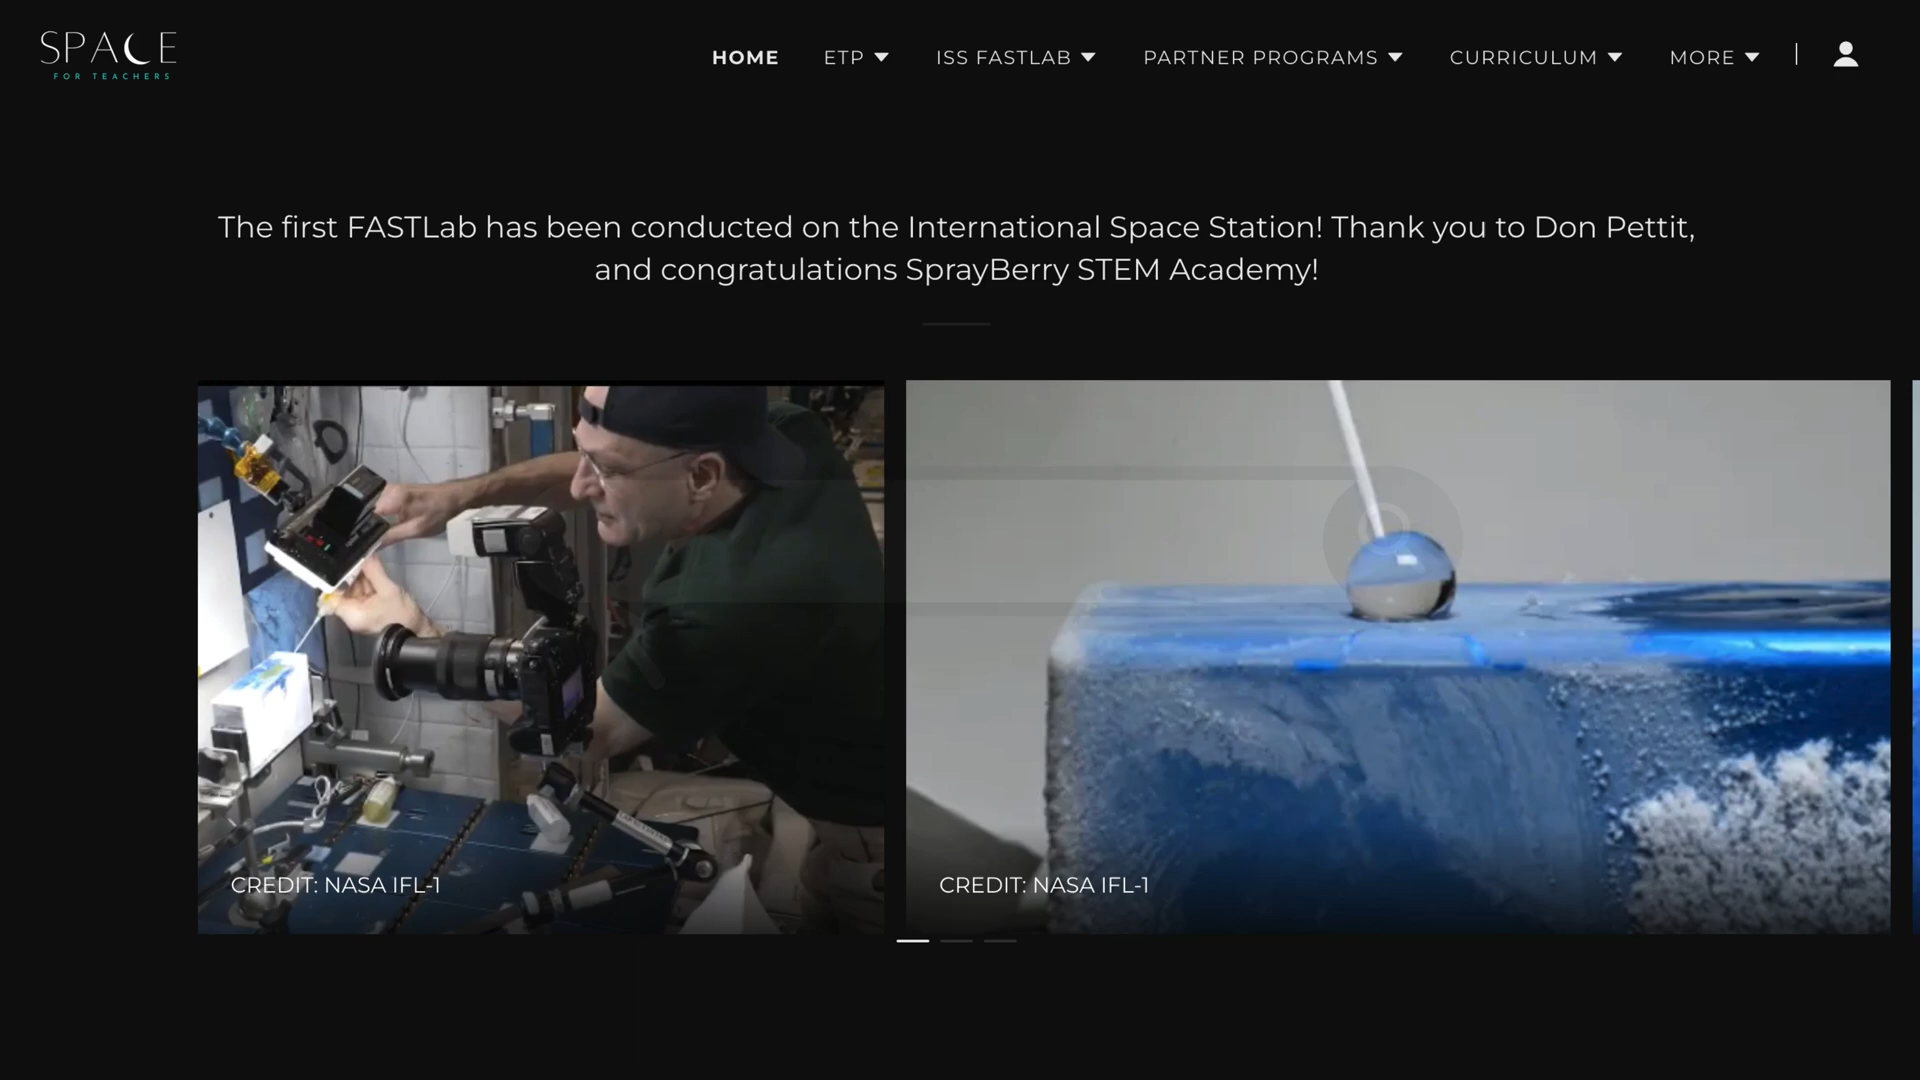 SPACE
FOR TEACHERS
HOME
ETP
ISS FASTLAB
PARTNER PROGRAMS
CURRICULUM
MORE
The first FASTLab has been conducted on the International Space Station! Thank you to Don Pettit,
and congratulations SprayBerry STEM Academy!
CREDIT: NASA IFL-1
CREDIT: NASA IFL-1